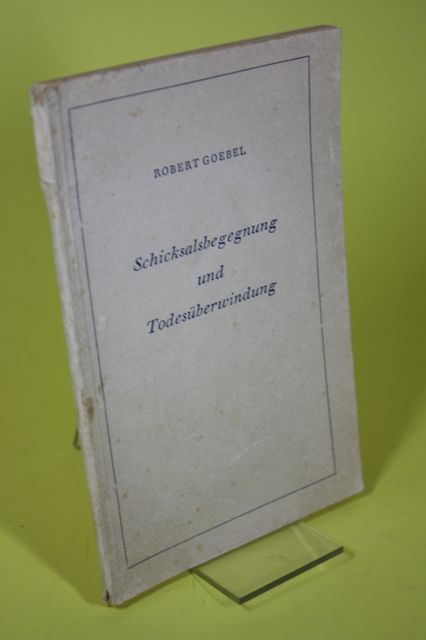 ROBERT GOEBEL
Schicksalsbegegnung
und
Todesüberwindung